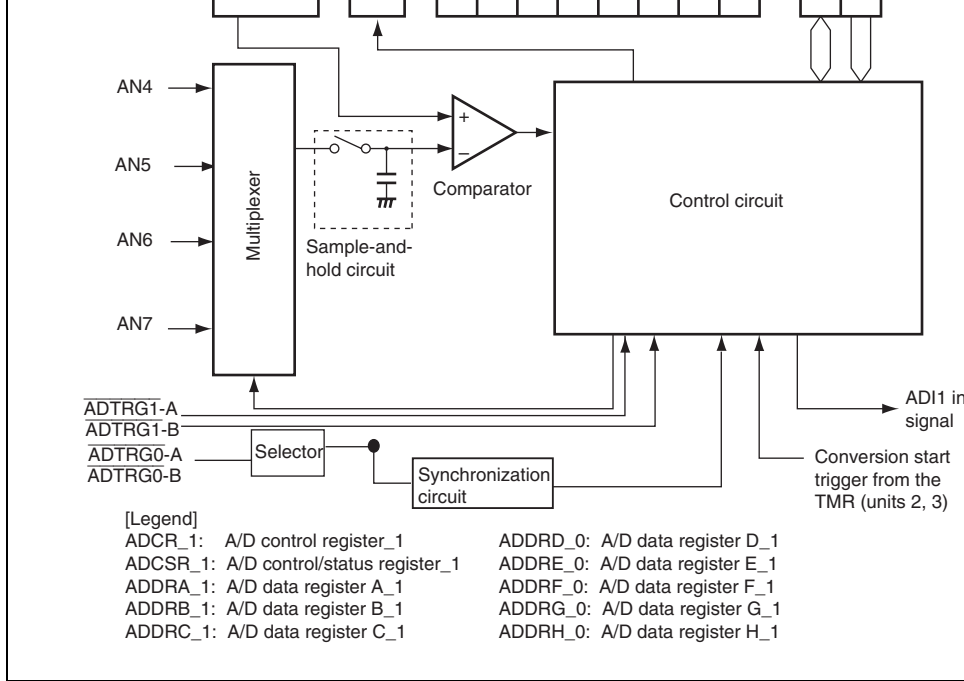 AN4
AN5
AN6
AN7
Multiplexer
+
−
Comparator
Sample-and-
hold circuit
Control circuit
ADTRG1-A
ADTRG1-B
ADTRG0-A
ADTRG0-B
Selector
Synchronization
circuit
ADI1 in
signal
Conversion start
trigger from the
TMR (units 2, 3)
[Legend]
ADCR_1: A/D control register_1
ADCSR_1: A/D control/status register_1
ADDRA_1: A/D data register A_1
ADDRB_1: A/D data register B_1
ADDRC_1: A/D data register C_1
ADDRD_0: A/D data register D_1
ADDRE_0: A/D data register E_1
ADDRF_0: A/D data register F_1
ADDRG_0: A/D data register G_1
ADDRH_0: A/D data register H_1